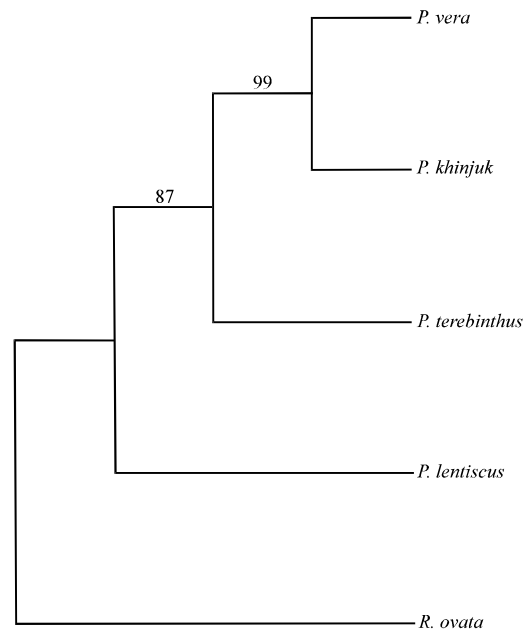 P. vera
99
P. khinjuk
87
P. terebinthus
P. lentiscus
R. ovata